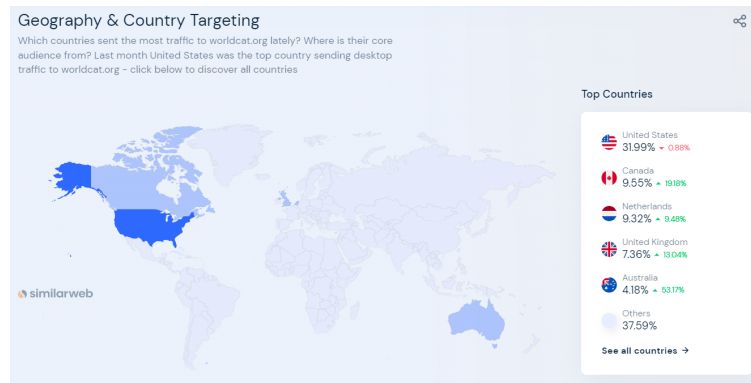 Geography & Country Targeting
Which countries sent the most traffic to worldcat.org lately? Where is their core
audience from? Last month United States was the top country sending desktop
traffic to worldcat.org - click below to discover all countries
Top Countries
United States
31.99% 0.88%
Canada
9.55% 19.18%
Netherlands
9.32% 9.48%
United Kingdom
7.36% 13.04%
Australia
4.18% 53.17%
Others
37.59%
See all countries →
similarweb